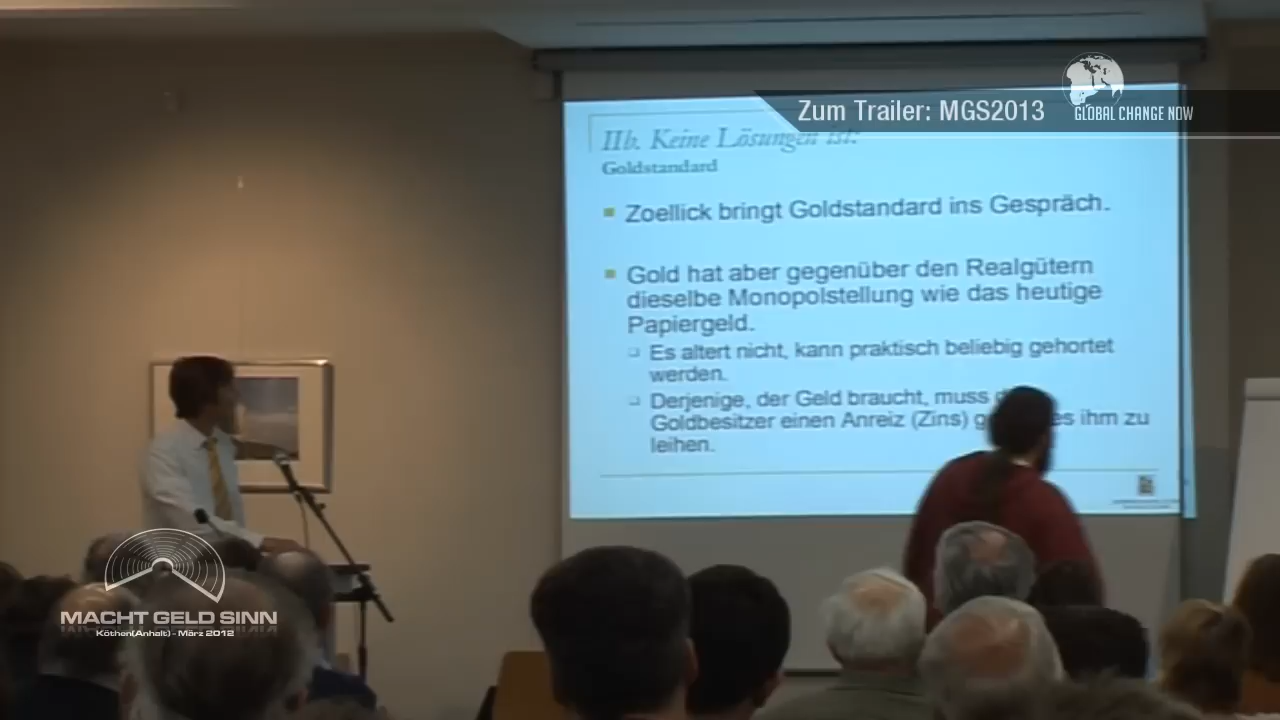 Zum Trailer: MGS2013
GLOBAL CHANGE NOW
IIb. Keine Lösungen ist:
Goldstandard
Zoellick bringt Goldstandard ins Gespräch.
Gold hat aber gegenüber den Realgütern
dieselbe Monopolstellung wie das heutige
Papiergeld.
Es altert nicht, kann praktisch beliebig gehortet
werden.
Derjenige, der Geld braucht, muss
Goldbesitzer einen Anreiz (Zins) es ihm zu
leihen.
MACHT GELD SINN
Köthen(Anhalt) - März 2012